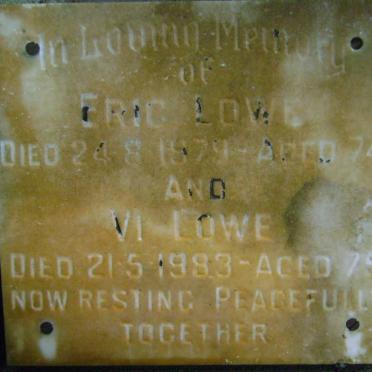 In Loving Memory
of
ERIC LOWE
DIED 24·8·1979-AGED 74
AND
VI LOWE
DIED 21·5·1983-AGED
NOW RESTING PEACEFULLY
TOGETHER